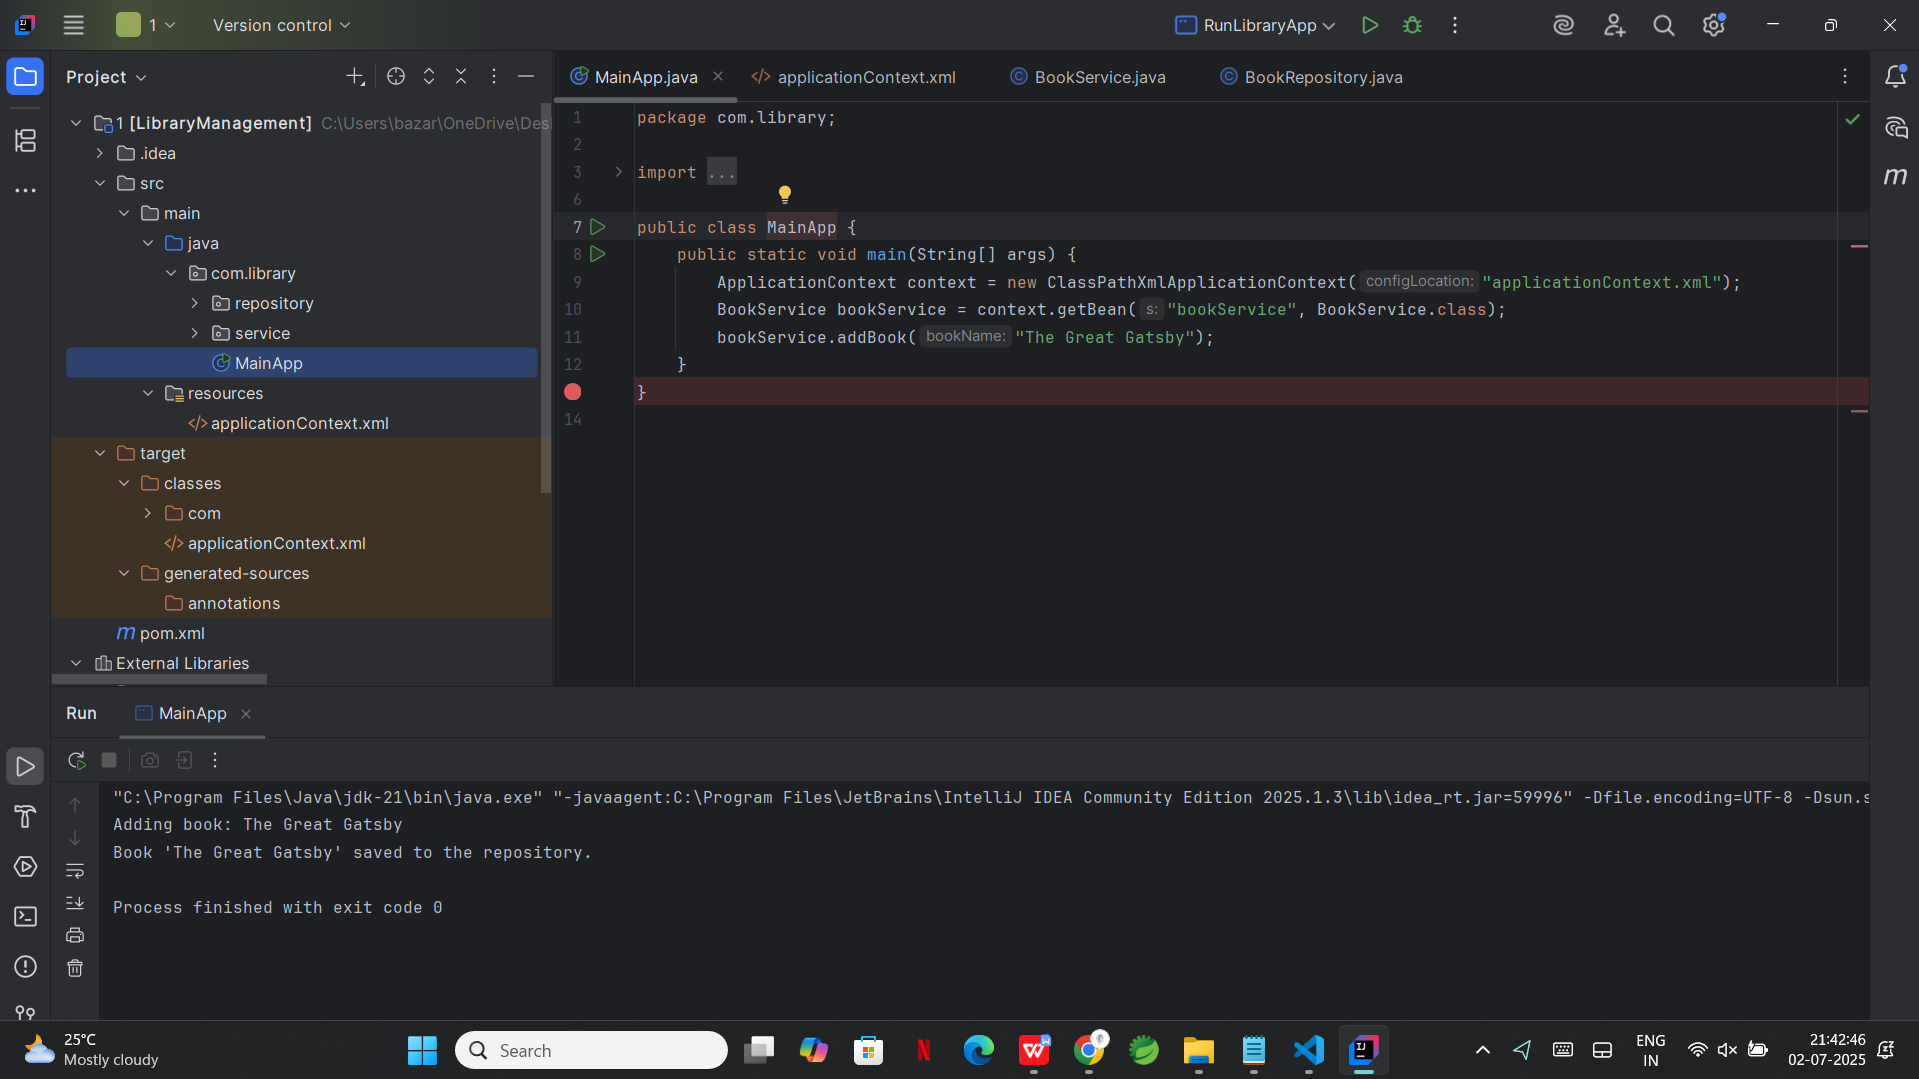 1
Version control
RunLibraryApp
Project
MainApp.java
applicationContext.xml
BookService.java
BookRepository.java
1 [LibraryManagement] C:\Users\bazar\OneDrive\Des
.idea
src
main
java
com.library
repository
service
MainApp
resources
applicationContext.xml
target
classes
com
applicationContext.xml
generated-sources
annotations
m pom.xml
External Libraries
m
1 package com.library;
2
3 import ...
6
7 public class MainApp {
8 public static void main(String[] args) {
9 ApplicationContext context = new ClassPathXmlApplicationContext( configLocation: "applicationContext.xml");
10 BookService bookService = context.getBean( s: "bookService", BookService.class);
11 bookService.addBook( bookName: "The Great Gatsby");
12 }
}
14
Run
MainApp
"C:\Program Files\Java\jdk-21\bin\java.exe" "-javaagent:C:\Program Files\JetBrains\IntelliJ IDEA Community Edition 2025.1.3\lib\idea_rt.jar=59996" -Dfile.encoding=UTF-8 -Dsun.s
Adding book: The Great Gatsby
Book 'The Great Gatsby' saved to the repository.
Process finished with exit code 0
25°C
Mostly cloudy
Search
ENG
IN
21:42:46
02-07-2025